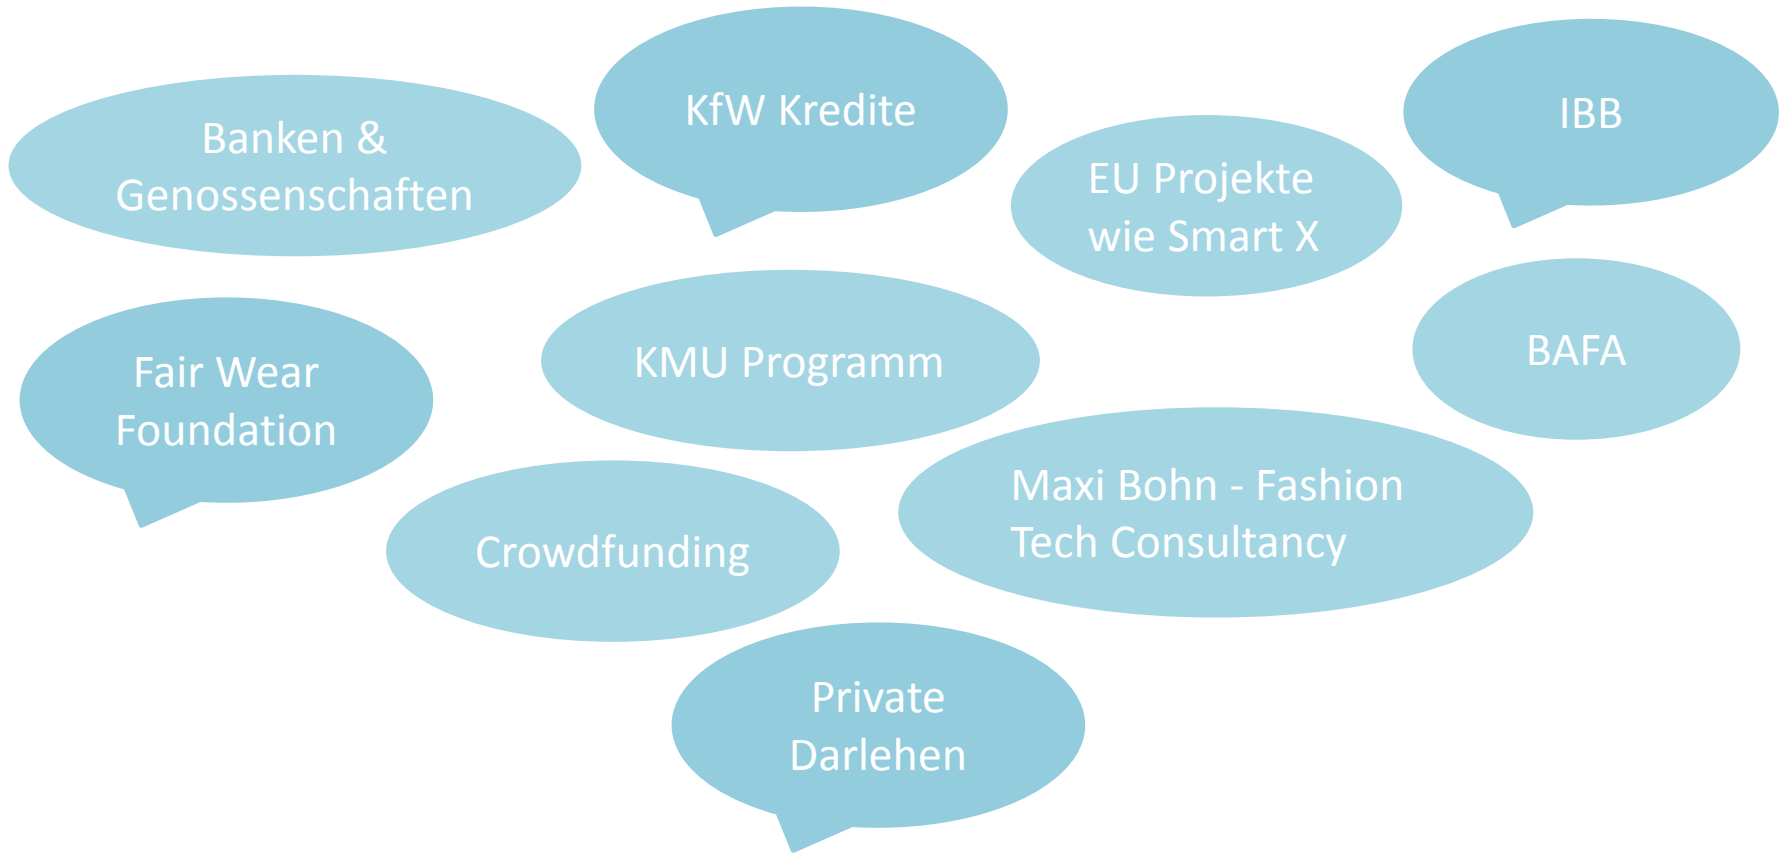 Banken &
Genossenschaften
KfW Kredite
EU Projekte
wie Smart X
IBB
Fair Wear
Foundation
KMU Programm
BAFA
Crowdfunding
Maxi Bohn - Fashion
Tech Consultancy
Private
Darlehen